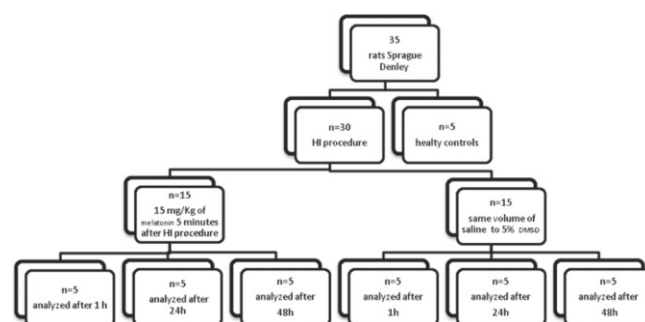 35
rats Sprague
Denley
n=30
HI procedure
5
healty controls
n=15
15 mg/Kg of
melatonin 5 minutes
after HI procedure
n=15
same volume of
saline to 5% DMSD
n=5
analyzed after 1 h
n=5
analyzed after
24h
n=5
analyzed after
48h
n=5
analyzed after
1h
n=5
analyzed after
24h
n=5
analyzed after
48h